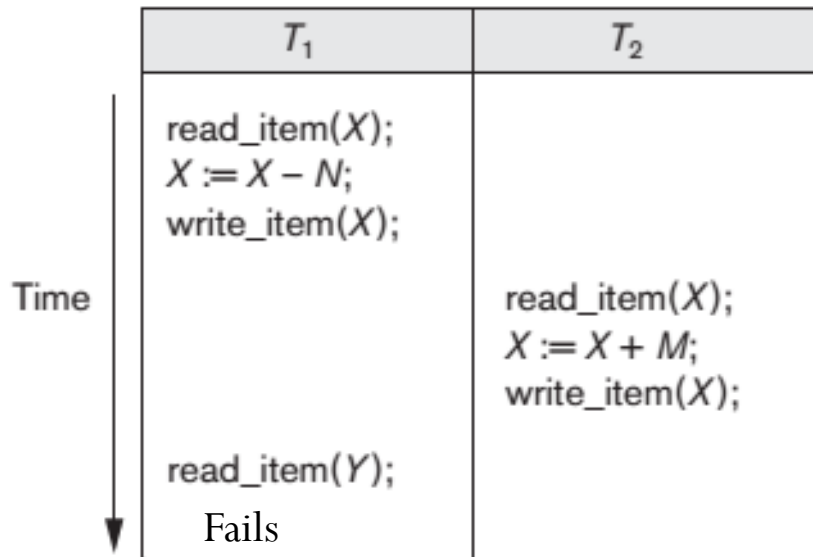 T₁ T₂
read_item(X);
X := X – N;
write_item(X);
Time
read_item(X);
X := X + M;
write_item(X);
read_item(Y);
Fails